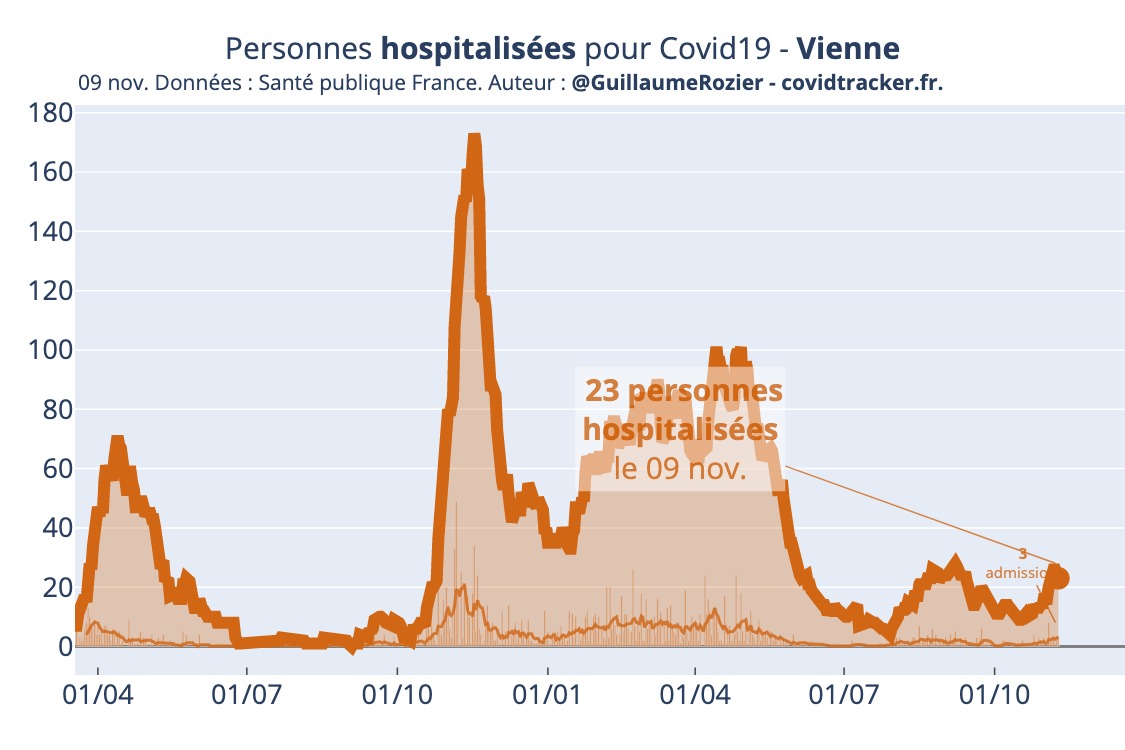 Personnes hospitalisées pour Covid19 - Vienne
09 nov. Données : Santé publique France. Auteur : @GuillaumeRozier - covidtracker.fr.
180
160
140
120
100
80
60
40
20
0
23 personnes
hospitalisées
le 09 nov.
3
admissio
01/04 01/07 01/10 01/01 01/04 01/07 01/10